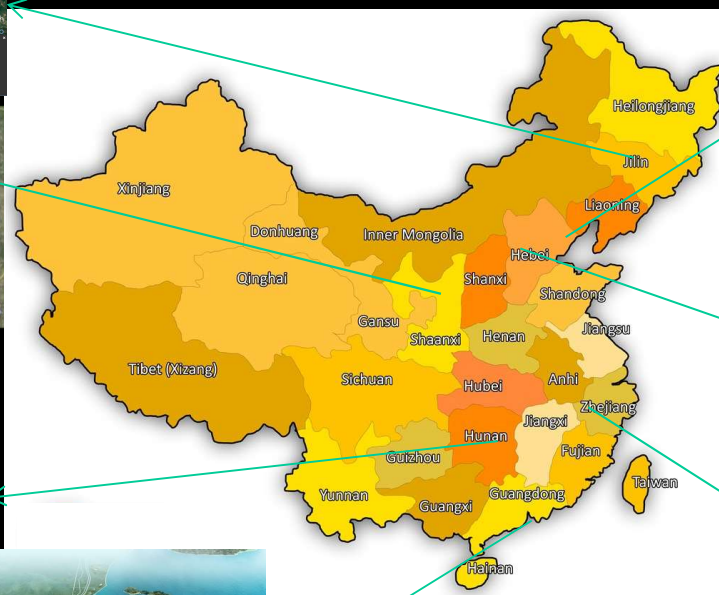 Heilongjiang
Jilin
Xinjiang
Liaoning
Donhuang
Inner Mongolia
Hebei
Qinghai
Shanxi
Shandong
Gansu
Jiangsu
Shaanxi
Henan
Tibet (Xizang)
Sichuan
Anhi
Hubei
Zhejiang
Jiangxi
Hunan
Fujian
Guizhou
Taiwan
Yunnan
Guangdong
Guangxi
Hainan